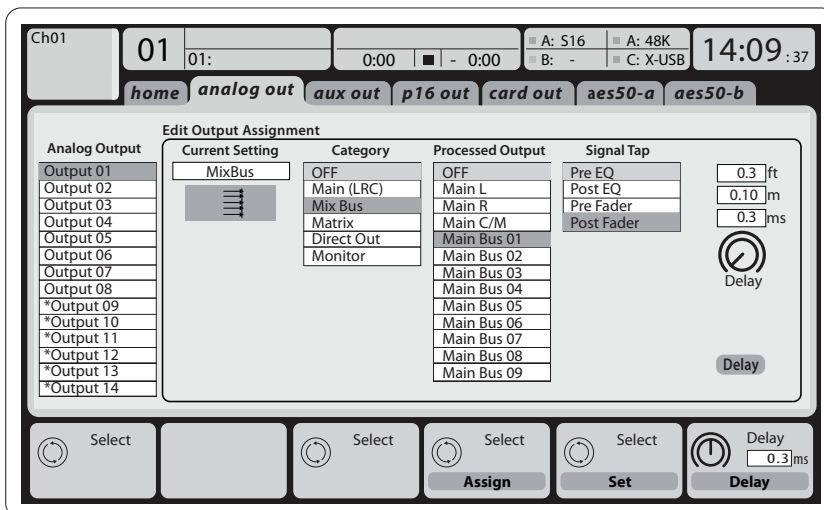 Ch01
01
01:
0:00 - 0:00
A: S16
B: -
A: 48K
C: X-USB
14:09 :37
home analog out aux out p16 out card out aes50-a aes50-b
Edit Output Assignment
Analog Output
Output 01
Output 02
Output 03
Output 04
Output 05
Output 06
Output 07
Output 08
*Output 09
*Output 10
*Output 11
*Output 12
*Output 13
*Output 14
Current Setting
MixBus
Category
OFF
Main (LRC)
Mix Bus
Matrix
Direct Out
Monitor
Processed Output
OFF
Main L
Main R
Main C/M
Main Bus 01
Main Bus 02
Main Bus 03
Main Bus 04
Main Bus 05
Main Bus 06
Main Bus 07
Main Bus 08
Main Bus 09
Signal Tap
Pre EQ
Post EQ
Pre Fader
Post Fader
0.3 ft
0.10 m
0.3 ms
Delay
Delay
Select
Select
Select
Assign
Select
Set
Delay
0.3 ms
Delay